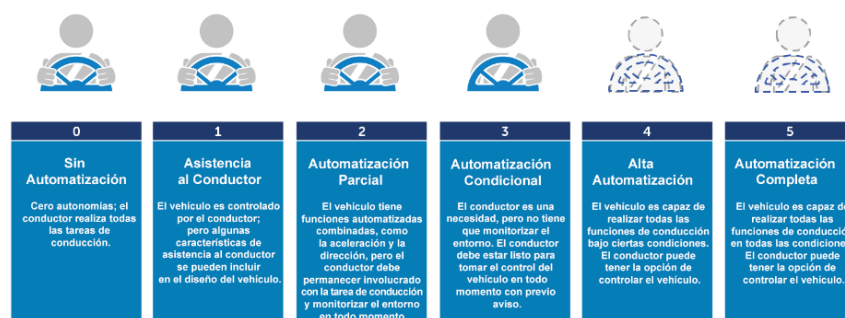 0
Sin
Automatización
Cero autonomías; el
conductor realiza todas
las tareas de
conducción.
1
Asistencia
al Conductor
El vehículo es controlado
por el conductor;
pero algunas
características de
asistencia al conductor
se pueden incluir
en el diseño del vehículo.
2
Automatización
Parcial
El vehículo tiene
funciones automatizadas
combinadas, como
la aceleración y la
dirección, pero el
conductor debe
permanecer involucrado
con la tarea de conducción
y monitorizar el entorno
en todo momento
3
Automatización
Condicional
El conductor es una
necesidad, pero no tiene
que monitorizar el
entorno. El conductor
debe estar listo para
tomar el control del
vehículo en todo
momento con previo
aviso.
4
Alta
Automatización
El vehículo es capaz de
realizar todas las
funciones de conducción
bajo ciertas condiciones.
El conductor puede
tener la opción de
controlar el vehículo.
5
Automatización
Completa
El vehículo es capaz de
realizar todas las
funciones de conducción
en todas las condiciones.
El conductor puede
tener la opción de
controlar el vehículo.